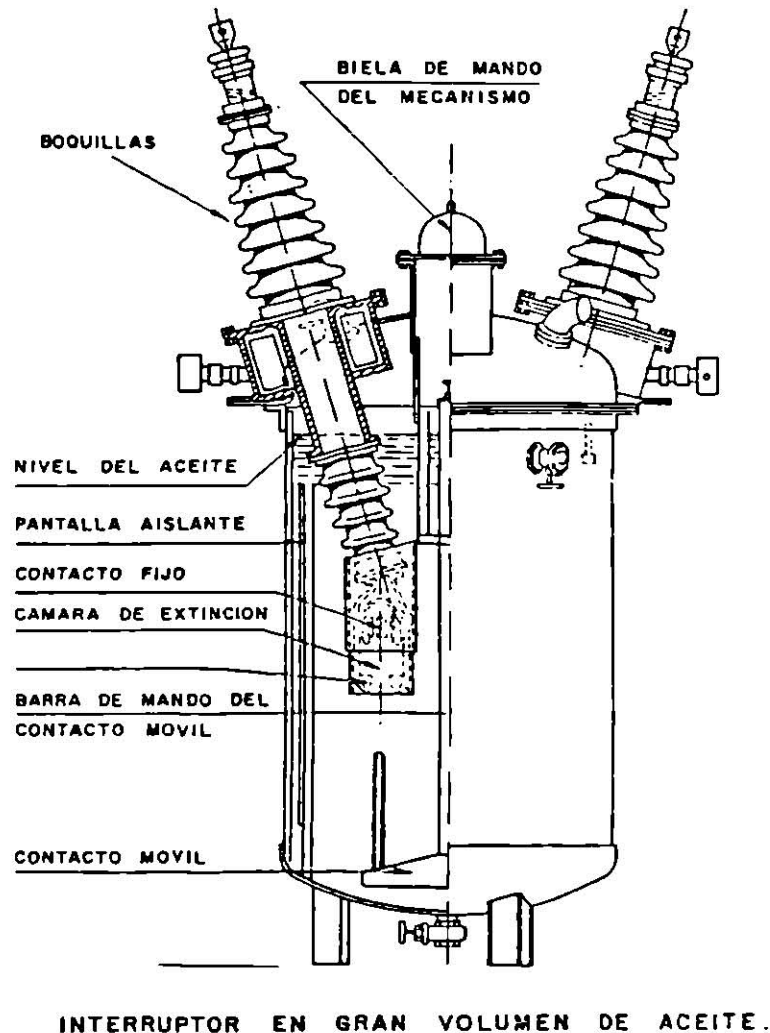 BIELA DE MANDO
DEL MECANISMO
BOQUILLAS
NIVEL DEL ACEITE
PANTALLA AISLANTE
CONTACTO FIJO
CAMARA DE EXTINCION
BARRA DE MANDO DEL
CONTACTO MOVIL
CONTACTO MOVIL
INTERRUPTOR EN GRAN VOLUMEN DE ACEITE.